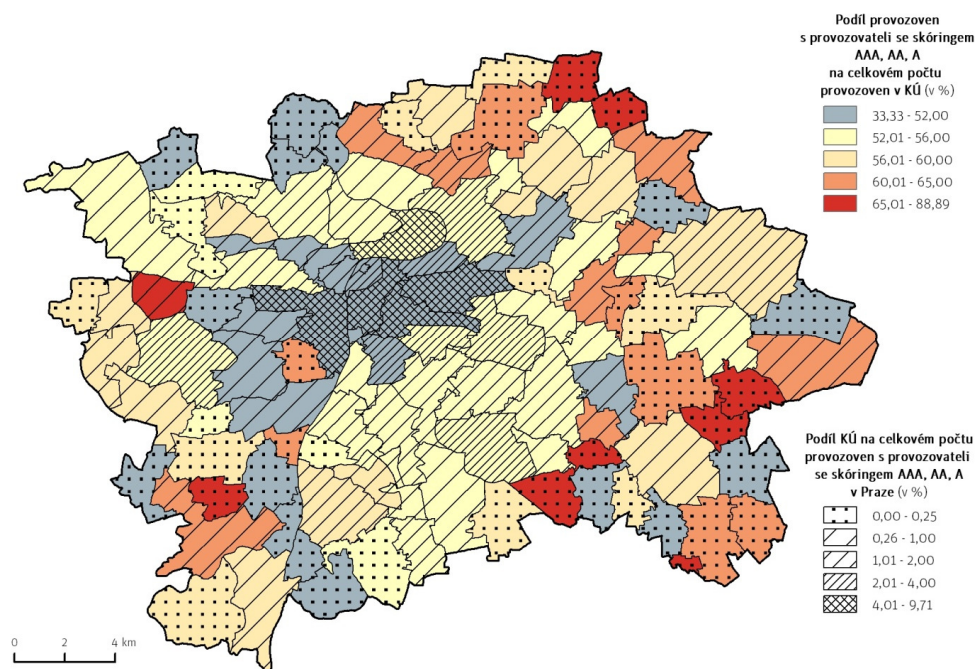 Podíl provozoven
s provozovateli se skóringem
AAA, AA, A
na celkovém počtu
provozoven v KÚ (v %)
33,33 - 52,00
52,01 - 56,00
56,01 - 60,00
60,01 - 65,00
65,01 - 88,89
Podíl KÚ na celkovém počtu
provozoven s provozovateli
se skóringem AAA, AA, A
v Praze (v %)
0,00 - 0,25
0,26 - 1,00
1,01 - 2,00
2,01 - 4,00
4,01 - 9,71
0 2 4 km